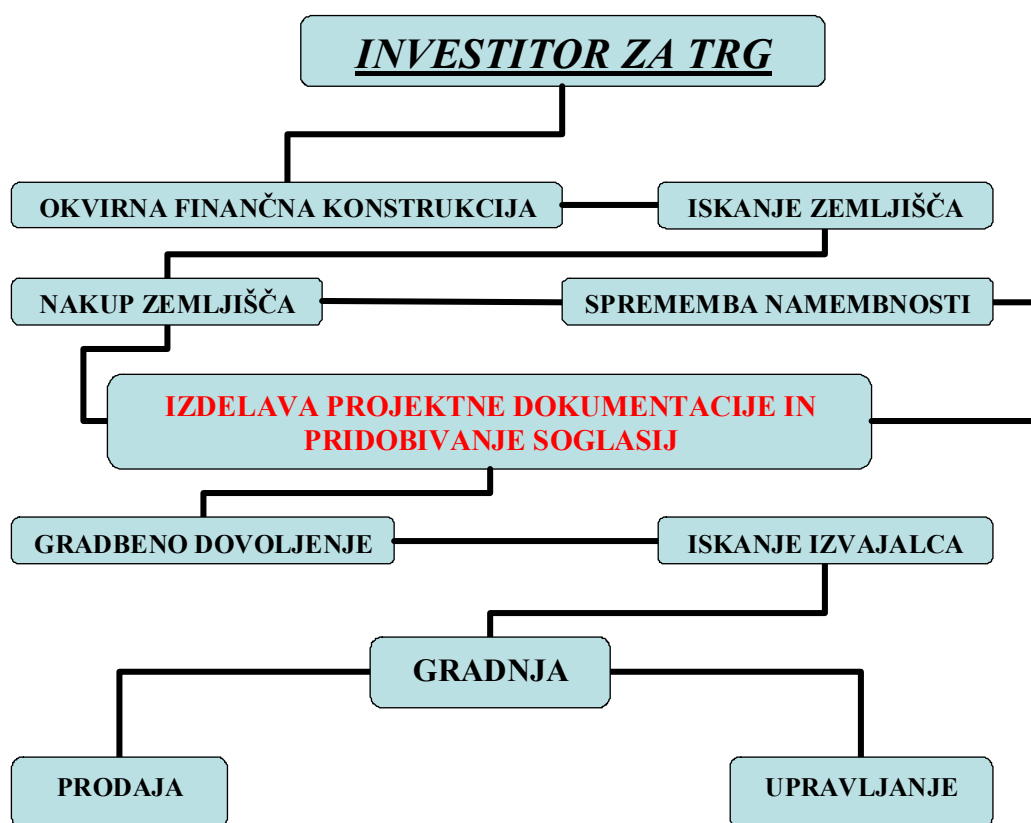 INVESTITOR ZA TRG
OKVIRNA FINANČNA KONSTRUKCIJA
ISKANJE ZEMLJIŠČA
NAKUP ZEMLJIŠČA
SPREMEMBA NAMEMBNOSTI
IZDELAVA PROJEKTNE DOKUMENTACIJE IN
PRIDOBIVANJE SOGLASIJ
GRADBENO DOVOLJENJE
ISKANJE IZVAJALCA
GRADNJA
PRODAJA
UPRAVLJANJE